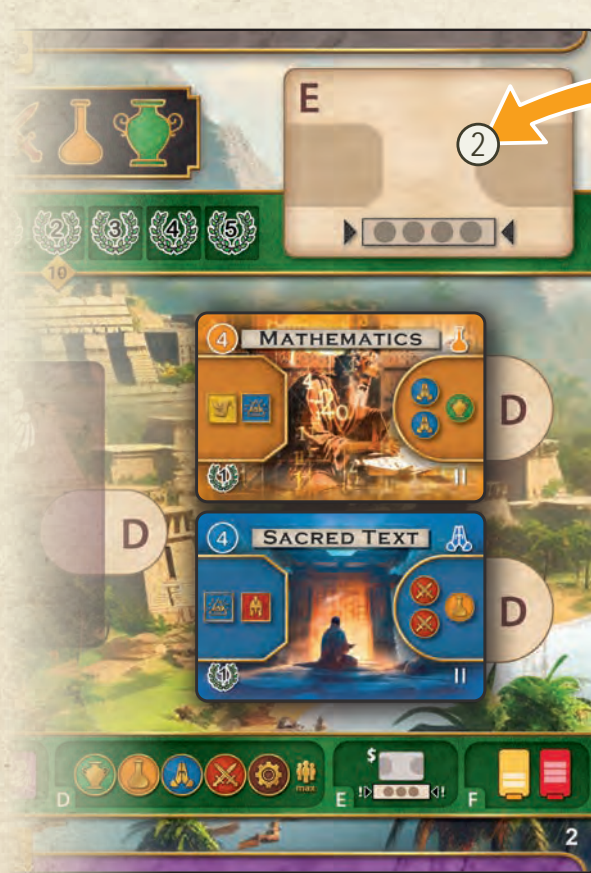 E
2
2 3 4 5
10
4 MATHEMATICS
1 II
D
D
4 SACRED TEXT
1 II
D
$
D max E !▷ ◁! F
2